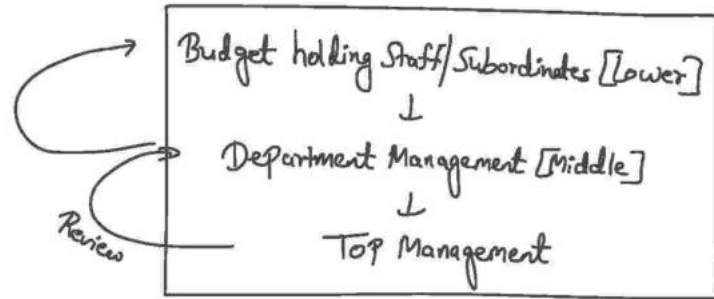 Budget holding Staff/Subordinates [Lower]
↓
Department Management [Middle]
↓
Review
Top Management